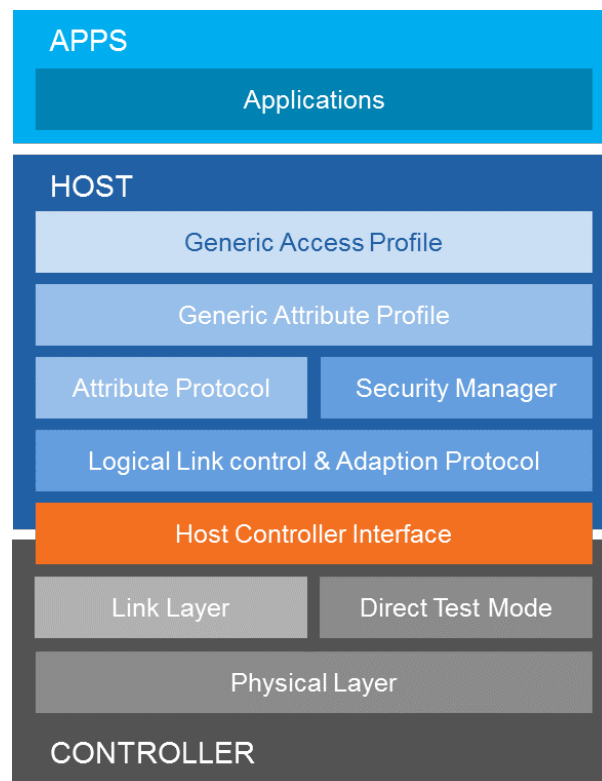 APPS
Applications
HOST
Generic Access Profile
Generic Attribute Profile
Attribute Protocol
Security Manager
Logical Link control & Adaption Protocol
Host Controller Interface
Link Layer
Direct Test Mode
Physical Layer
CONTROLLER